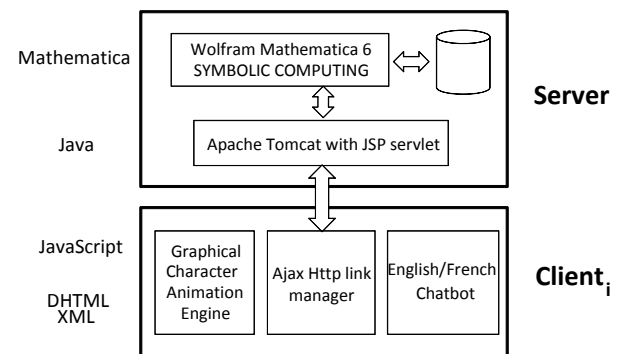 Mathematica
Wolfram Mathematica 6
SYMBOLIC COMPUTING
Server
Java
Apache Tomcat with JSP servlet
JavaScript
DHTML
XML
Graphical
Character
Animation
Engine
Ajax Http link
manager
English/French
Chatbot
Client i